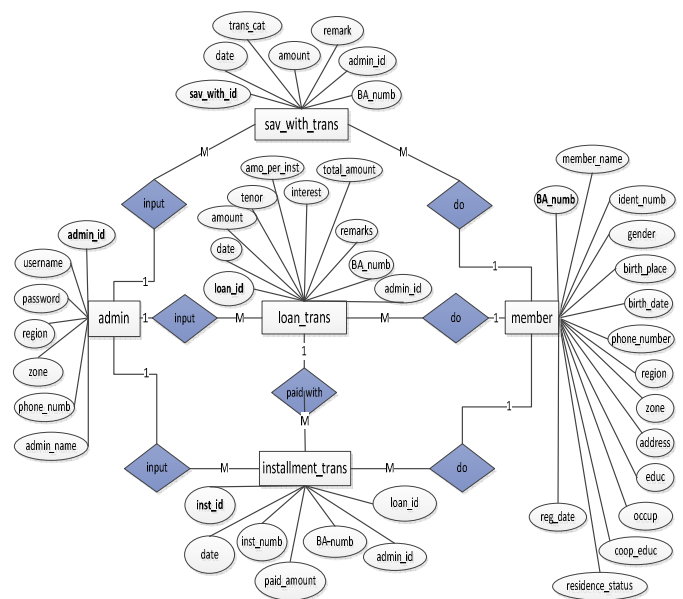 trans_cat
remark
date
amount
admin_id
sav_with_id
BA_numb
sav_with_trans
M
M
input
do
1
1
amo_per_inst
total_amount
tenor
interest
amount
remarks
date
BA_numb
loan_id
admin_id
member_name
BA_numb
ident_numb
gender
birth_place
birth_date
phone_number
region
zone
address
educ
occup
coop_educ
residence_status
reg_date
admin_id
username
password
region
zone
phone_numb
admin_name
admin
1
input
M
loan_trans
M
do
1
member
1
paid with
M
1
1
input
M
installment_trans
M
do
inst_id
loan_id
date
inst_numb
BA-numb
admin_id
paid_amount